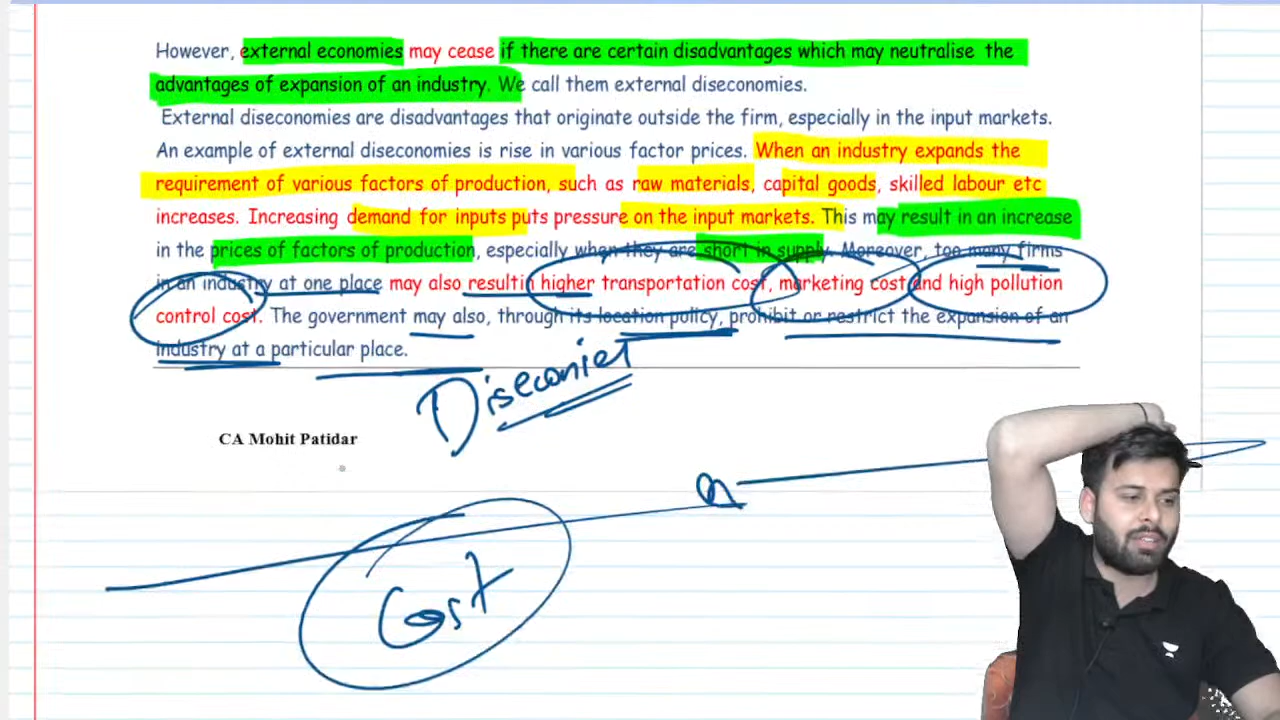 However, external economies may cease if there are certain disadvantages which may neutralise the
advantages of expansion of an industry. We call them external diseconomies.
External diseconomies are disadvantages that originate outside the firm, especially in the input markets.
An example of external diseconomies is rise in various factor prices. When an industry expands the
requirement of various factors of production, such as raw materials, capital goods, skilled labour etc
increases. Increasing demand for inputs puts pressure on the input markets. This may result in an increase
in the prices of factors of production, especially when they are short in supply. Moreover, too many firms
in an industry at one place may also resultin higher transportation cost, marketing cost and high pollution
control cost. The government may also, through its location policy, prohibit or restrict the expansion of an
industry at a particular place.
Diseconies
CA Mohit Patidar
Cost